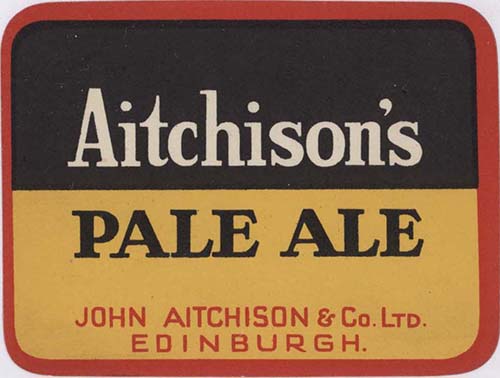 Aitchison's
PALE ALE
JOHN AITCHISON & Co. LTD.
EDINBURGH.